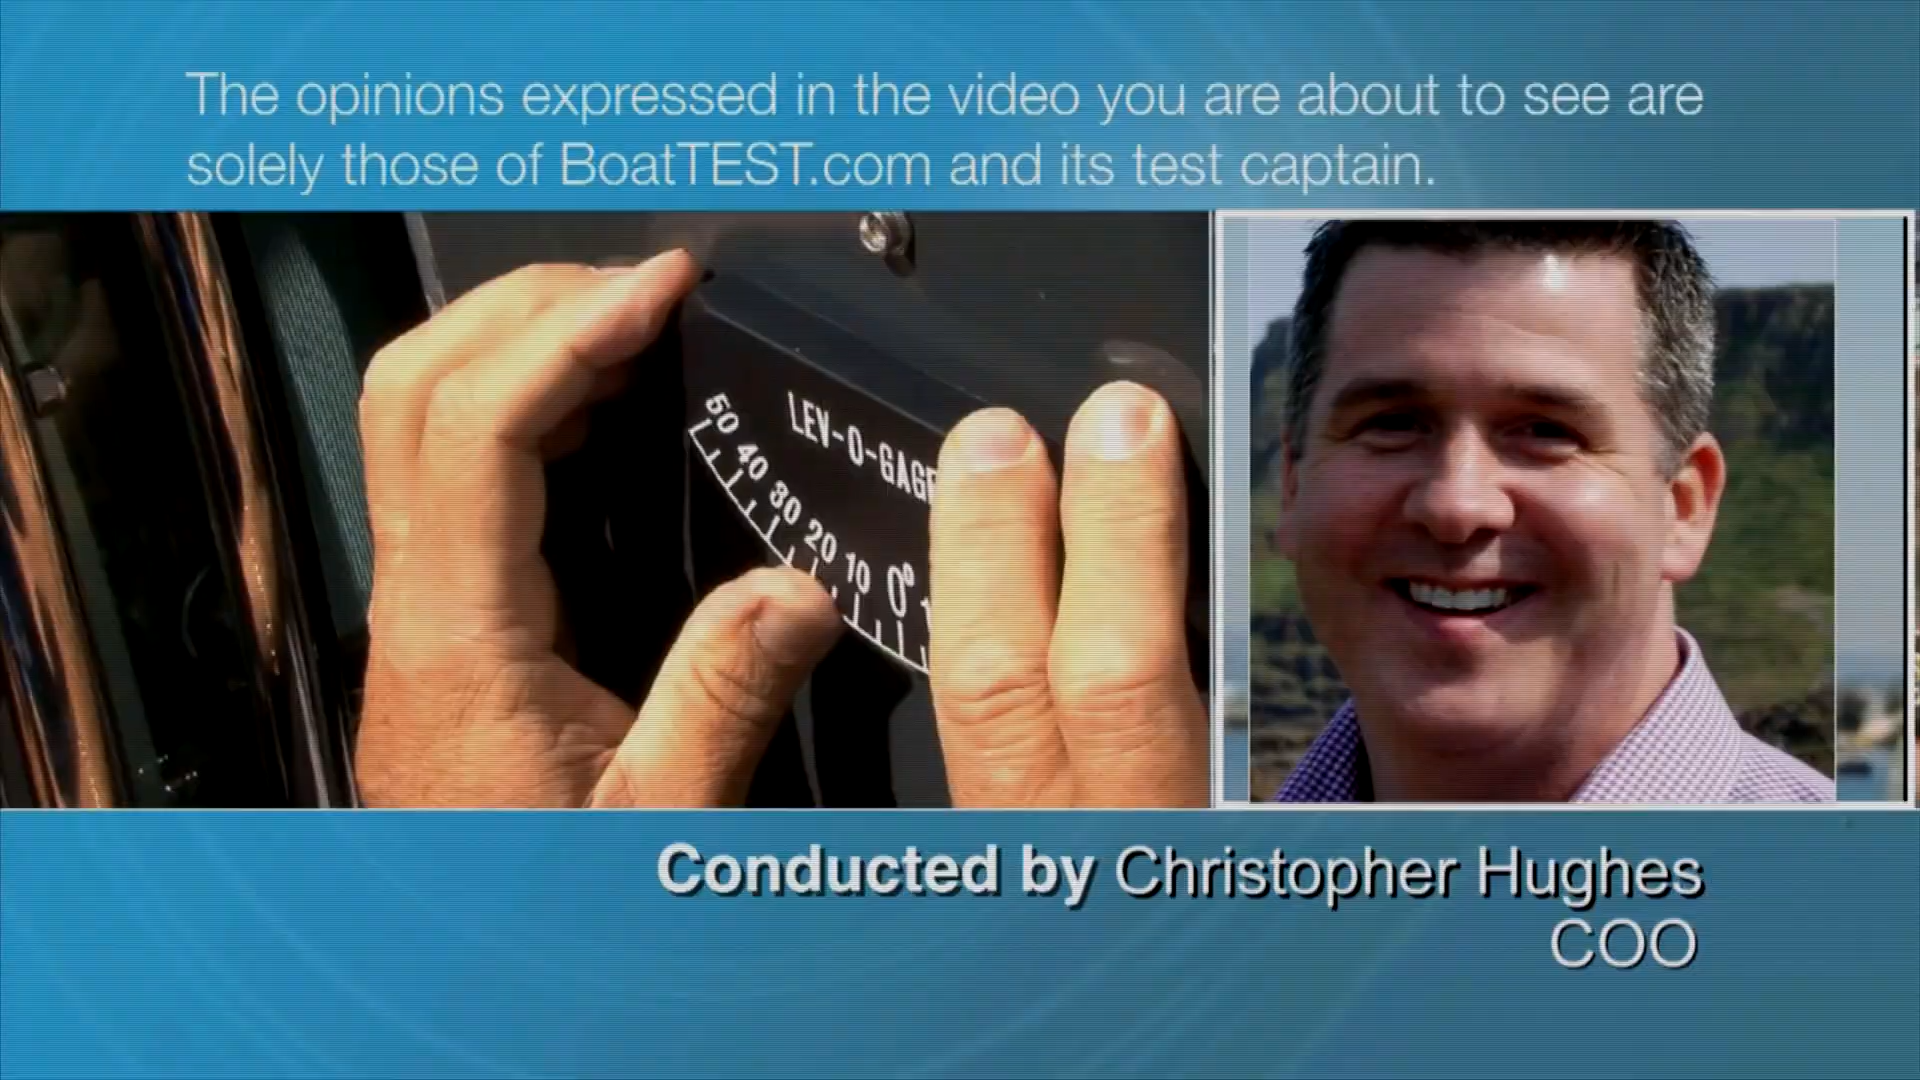 The opinions expressed in the video you are about to see are
solely those of BoatTEST.com and its test captain.
LEV-O-GAGE
50 40 30 20 10 0°
Conducted by Christopher Hughes
COO